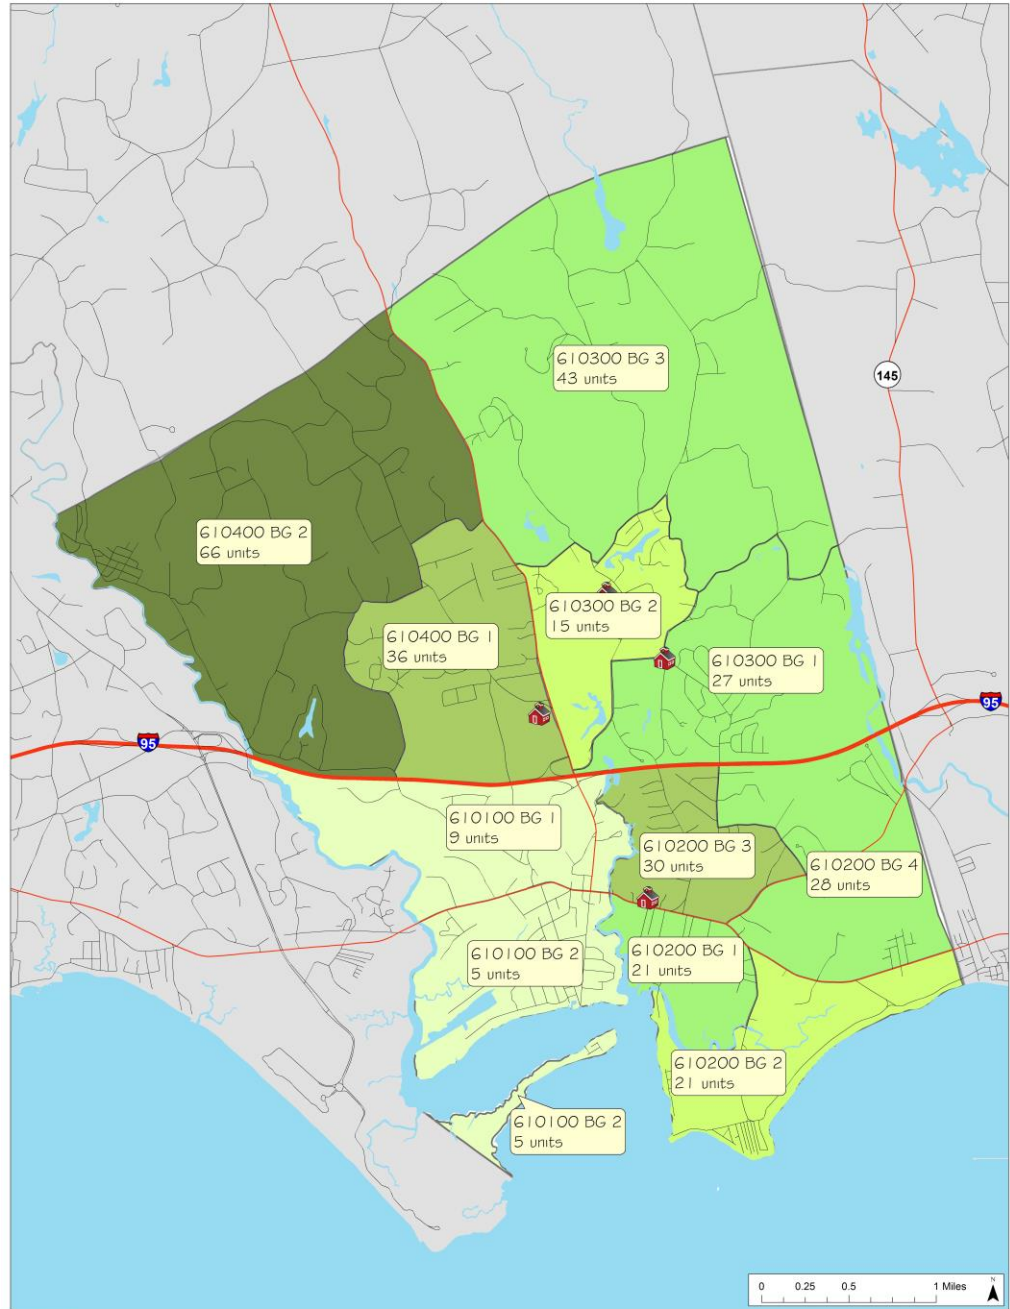 610300 BG 3
43 units
145
610400 BG 2
66 units
610300 BG 2
15 units
610400 BG 1
36 units
610300 BG 1
27 units
95
95
610100 BG 1
9 units
610200 BG 3
30 units
610200 BG 4
28 units
610100 BG 2
5 units
610200 BG 1
21 units
610200 BG 2
21 units
610100 BG 2
5 units
0 0.25 0.5 1 Miles
N